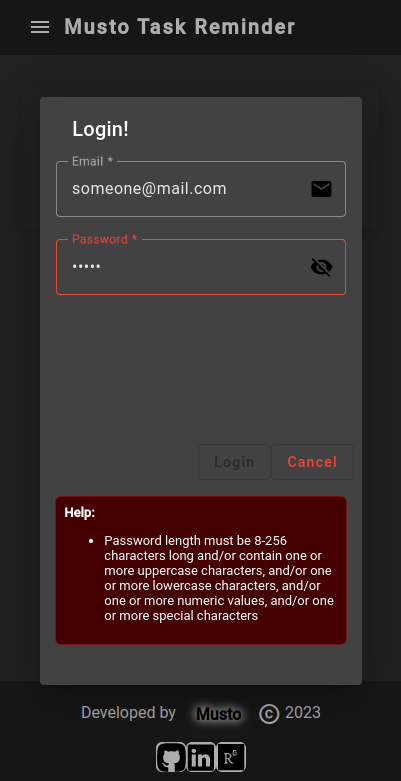 Musto Task Reminder
Login!
Email *
someone@mail.com
Password *
•••••
Login
Cancel
Help:
• Password length must be 8-256
characters long and/or contain one or
more uppercase characters, and/or one
or more lowercase characters, and/or
one or more numeric values, and/or one
or more special characters
Developed by Musto © 2023
in
R^G